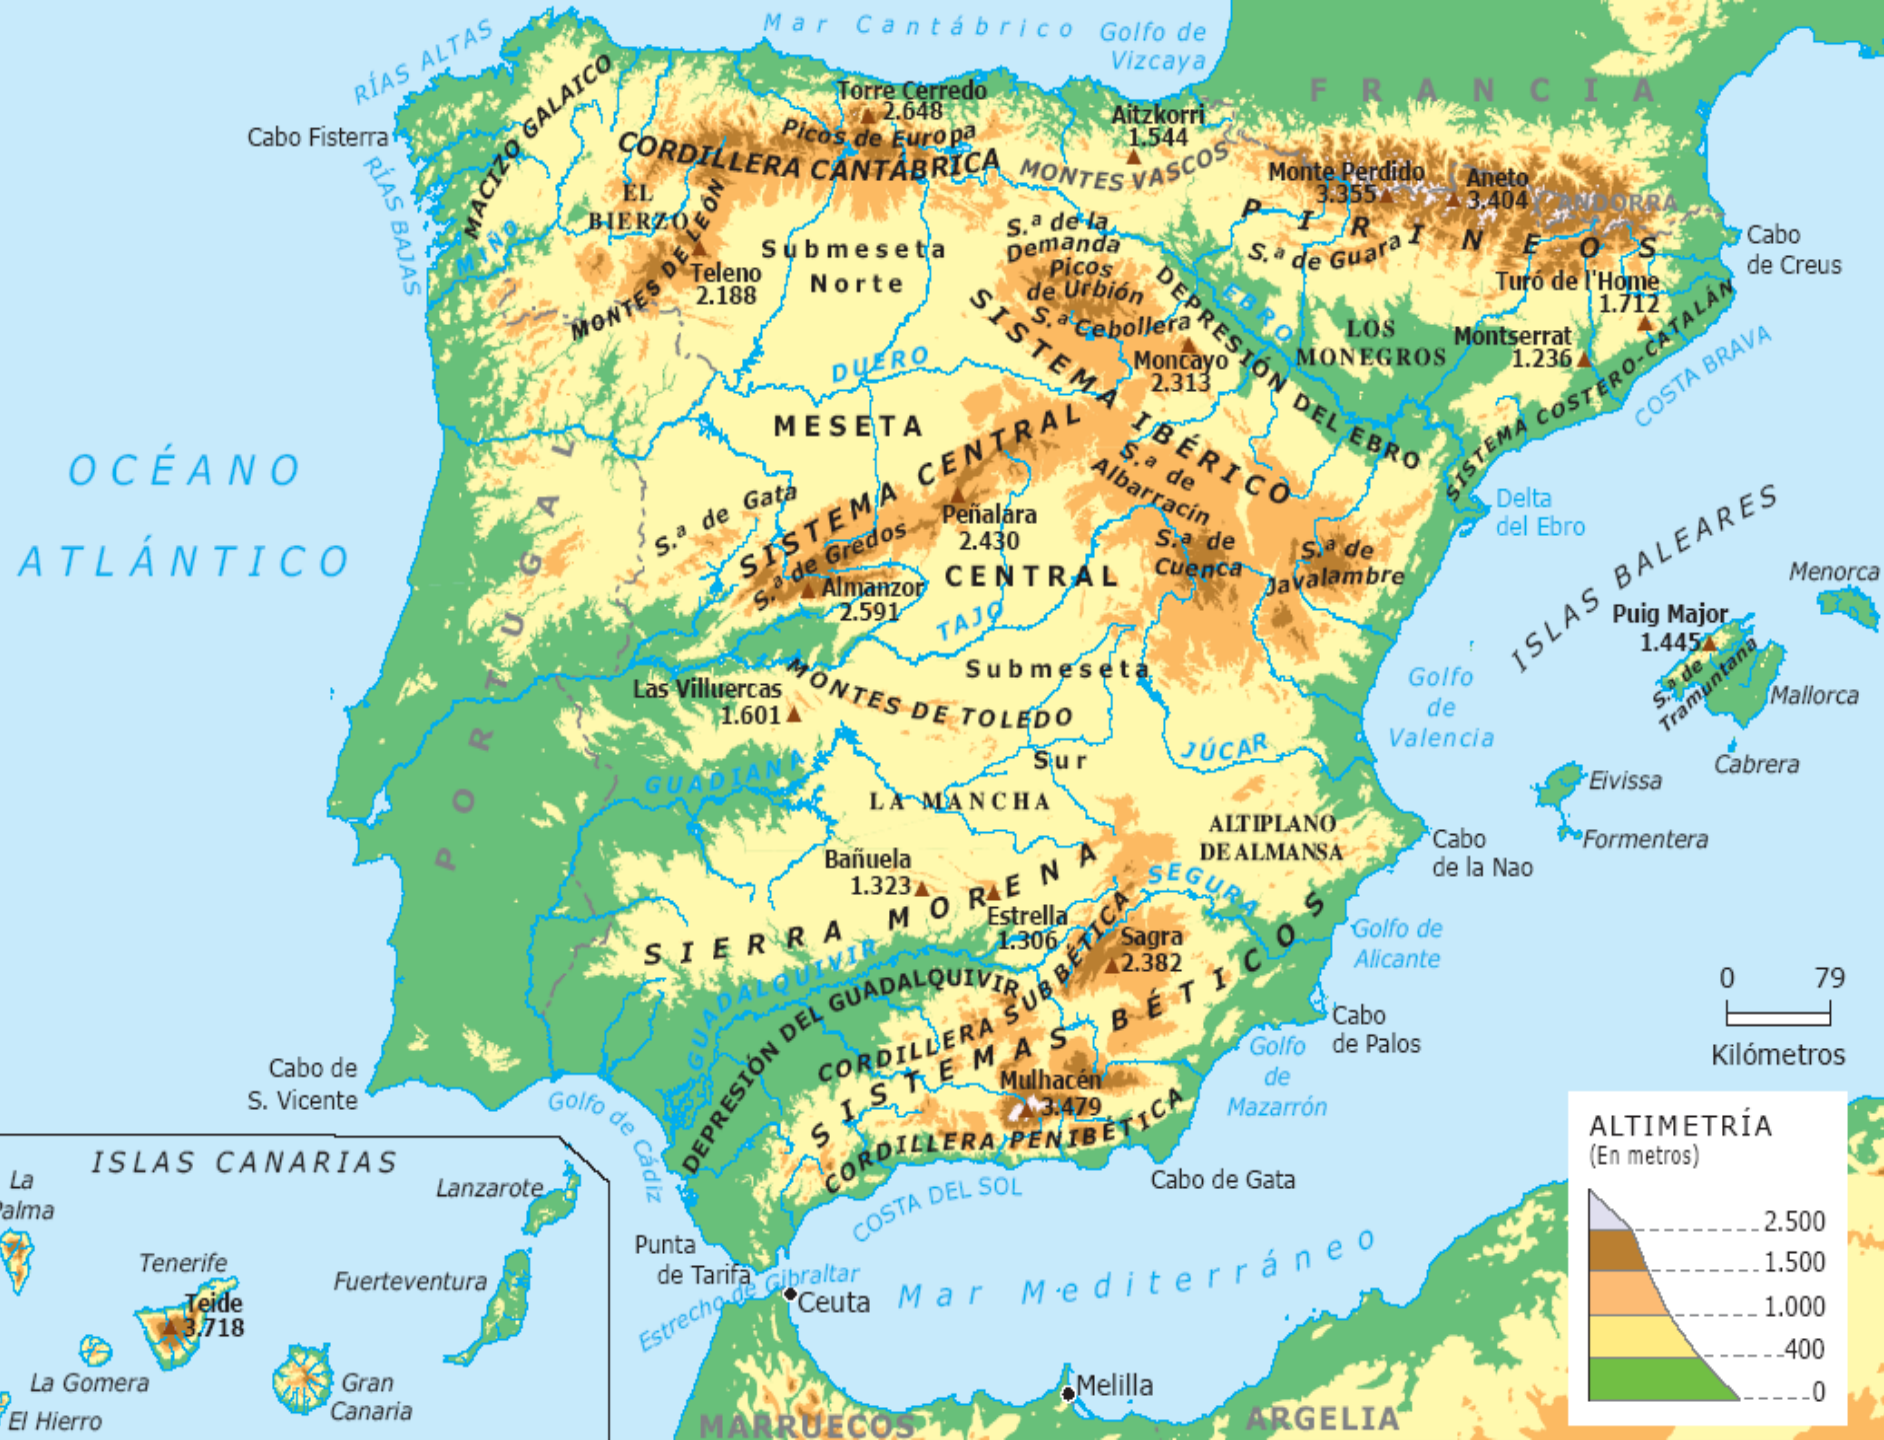 Mar Cantábrico
Golfo de
Vizcaya
RÍAS ALTAS
FRANCIA
Cabo Fisterra
RÍAS BAJAS
MACIZO GALAICO
Torre Cerredo
2.648
Picos de Europa
CORDILLERA CANTÁBRICA
Aitzkorri
1.544
MONTES VASCOS
Monte Perdido
3.355
Aneto
3.404
ANDORRA
PIRINEOS
S.ª de Guara
Cabo
de Creus
EL
BIERZO
MIÑO
MONTES DE LEÓN
Teleno
2.188
Submeseta
Norte
S.ª de la
Demanda
Picos
de Urbión
S.ª Cebollera
Moncayo
2.313
DEPRESIÓN DEL EBRO
EBRO
LOS
MONEGROS
Turó de l'Home
1.712
Montserrat
1.236
SISTEMA COSTERO-CATALÁN
COSTA BRAVA
SISTEMA IBÉRICO
DUERO
MESETA
CENTRAL
SISTEMA CENTRAL
S.ª de Gata
S.ª de Gredos
Peñalara
2.430
Almanzor
2.591
S.ª de
Albarracín
S.ª de
Cuenca
S.ª de
Javalambre
Delta
del Ebro
OCÉANO
ATLÁNTICO
PORTUGAL
TAJO
Submeseta
Sur
Las Villuercas
1.601
MONTES DE TOLEDO
ISLAS BALEARES
Menorca
Puig Major
1.445
S.ª de
Tramuntana
Mallorca
Cabrera
Eivissa
Formentera
Golfo
de
Valencia
JÚCAR
GUADIANA
LA MANCHA
ALTIPLANO
DE ALMANSA
Cabo
de la Nao
Bañuela
1.323
Estrella
1.306
SIERRA MORENA
SEGURA
Sagra
2.382
Golfo de
Alicante
GUADALQUIVIR
DEPRESIÓN DEL GUADALQUIVIR
CORDILLERA SUBBÉTICA
SISTEMAS BÉTICOS
Mulhacén
3.479
CORDILLERA PENIBÉTICA
Cabo
de Palos
Golfo
de
Mazarrón
Cabo de
S. Vicente
Golfo de Cádiz
Cabo de Gata
COSTA DEL SOL
Punta
de Tarifa
Estrecho de Gibraltar
Ceuta
Mar Mediterráneo
Melilla
MARRUECOS
ARGELIA
0 79
Kilómetros
ALTIMETRÍA
(En metros)
2.500
1.500
1.000
400
0
ISLAS CANARIAS
La
Palma
Lanzarote
Tenerife
Teide
3.718
Fuerteventura
La Gomera
El Hierro
Gran
Canaria